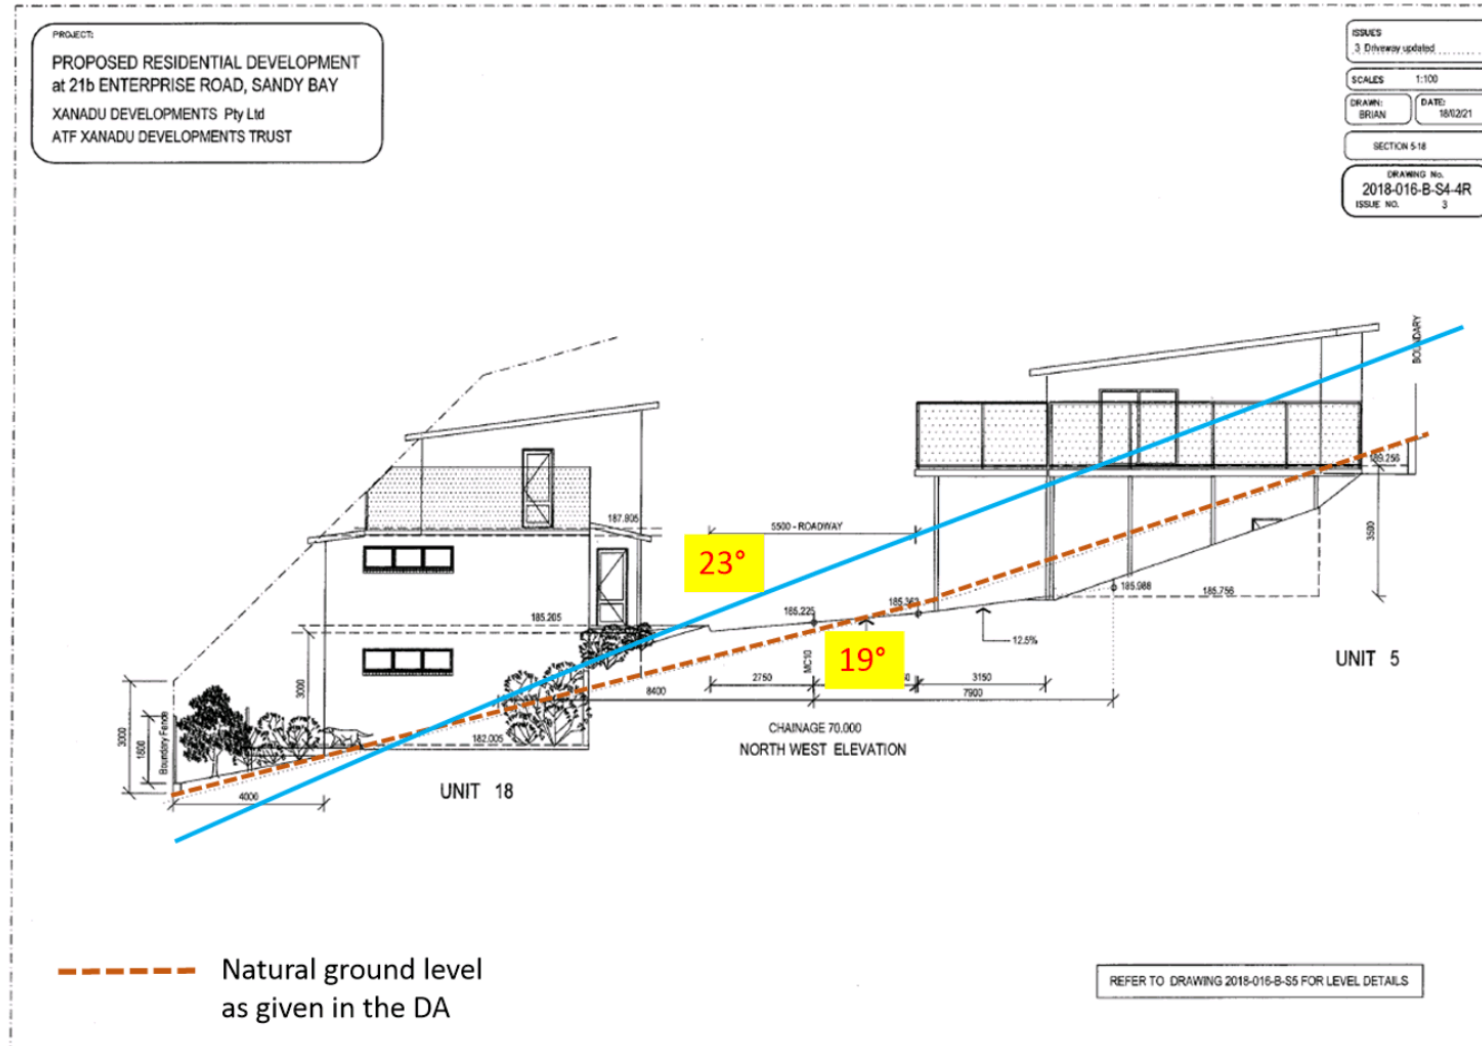 PROJECT:
PROPOSED RESIDENTIAL DEVELOPMENT
at 21b ENTERPRISE ROAD, SANDY BAY
XANADU DEVELOPMENTS Pty Ltd
ATF XANADU DEVELOPMENTS TRUST
ISSUES
3 Driveway updated
SCALES 1:100
DRAWN: BRIAN
DATE: 18/02/21
SECTION 5-18
DRAWING No.
2018-016-B-S4-4R
ISSUE NO. 3
BOUNDARY
189.256
187.805
5500 - ROADWAY
3500
23°
185.988
185.756
185.205
185.225
12.5%
19°
UNIT 5
MC10
3000
8400
2750
3150
7900
3000
1800
Boundary Fence
182.005
CHAINAGE 70.000
NORTH WEST ELEVATION
UNIT 18
4006
Natural ground level
as given in the DA
REFER TO DRAWING 2018-016-B-S5 FOR LEVEL DETAILS